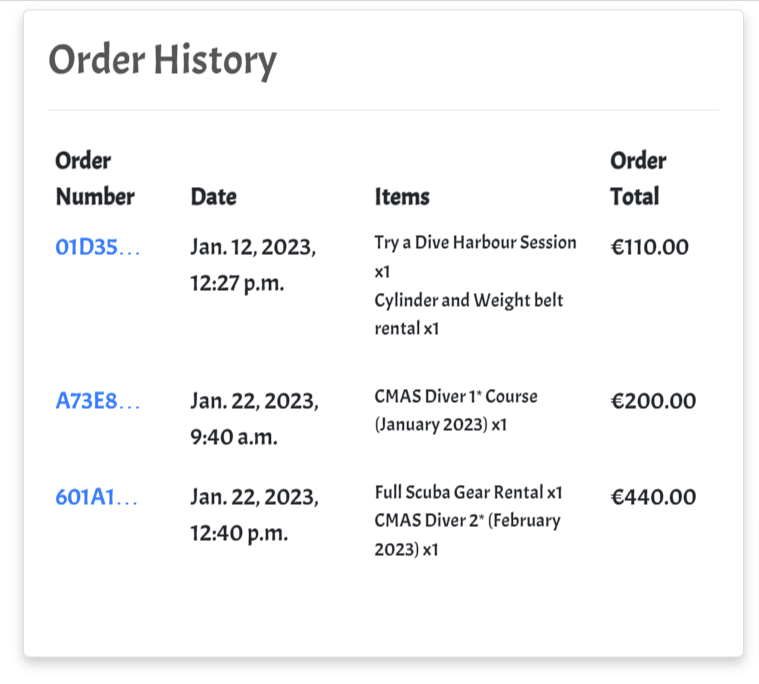 Order History
Order Number Date Items Order Total
01D35... Jan. 12, 2023, 12:27 p.m. Try a Dive Harbour Session x1 €110.00
Cylinder and Weight belt rental x1
A73E8... Jan. 22, 2023, 9:40 a.m. CMAS Diver 1* Course (January 2023) x1 €200.00
601A1... Jan. 22, 2023, 12:40 p.m. Full Scuba Gear Rental x1 €440.00
CMAS Diver 2* (February 2023) x1